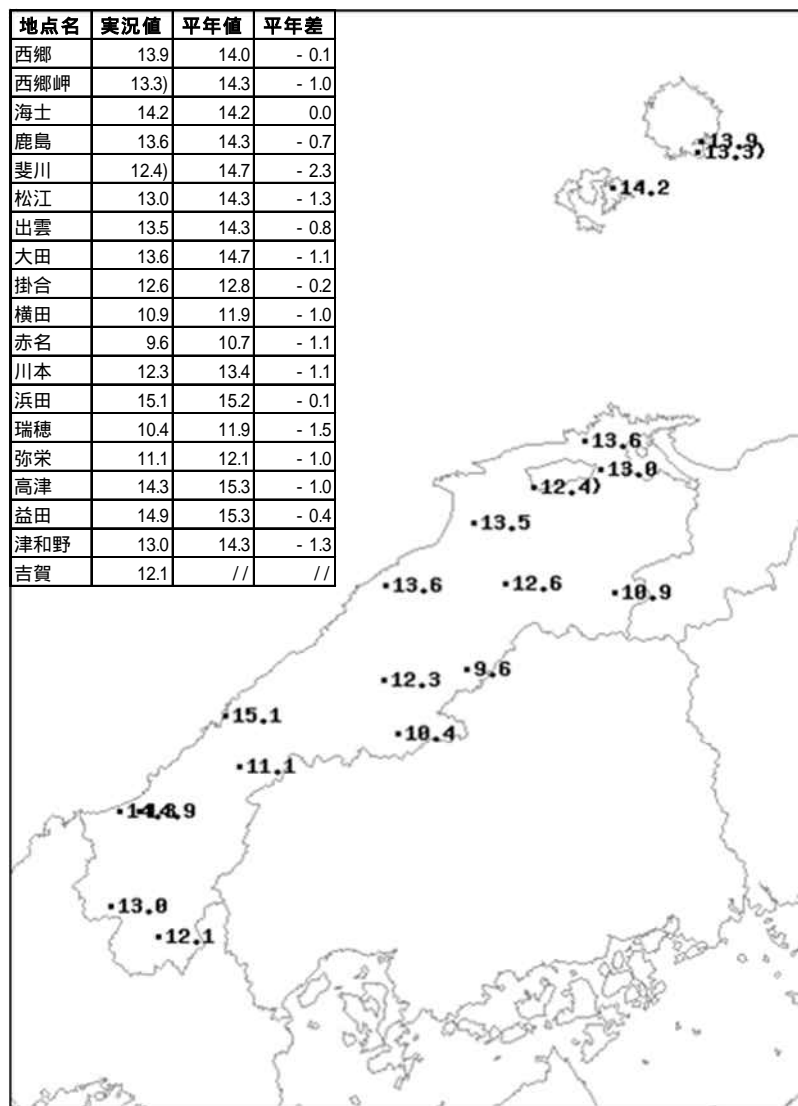 地点名 実況値 平年値 平年差
西郷 13.9 14.0 - 0.1
西郷岬 13.3) 14.3 - 1.0
海士 14.2 14.2 0.0
鹿島 13.6 14.3 - 0.7
斐川 12.4) 14.7 - 2.3
松江 13.0 14.3 - 1.3
出雲 13.5 14.3 - 0.8
大田 13.6 14.7 - 1.1
掛合 12.6 12.8 - 0.2
横田 10.9 11.9 - 1.0
赤名 9.6 10.7 - 1.1
川本 12.3 13.4 - 1.1
浜田 15.1 15.2 - 0.1
瑞穂 10.4 11.9 - 1.5
弥栄 11.1 12.1 - 1.0
高津 14.3 15.3 - 1.0
益田 14.9 15.3 - 0.4
津和野 13.0 14.3 - 1.3
吉賀 12.1 // //
13.9
13.3)
14.2
13.6
13.0
12.4)
13.5
13.6
12.6
10.9
9.6
12.3
15.1
10.4
11.1
13.0
12.1